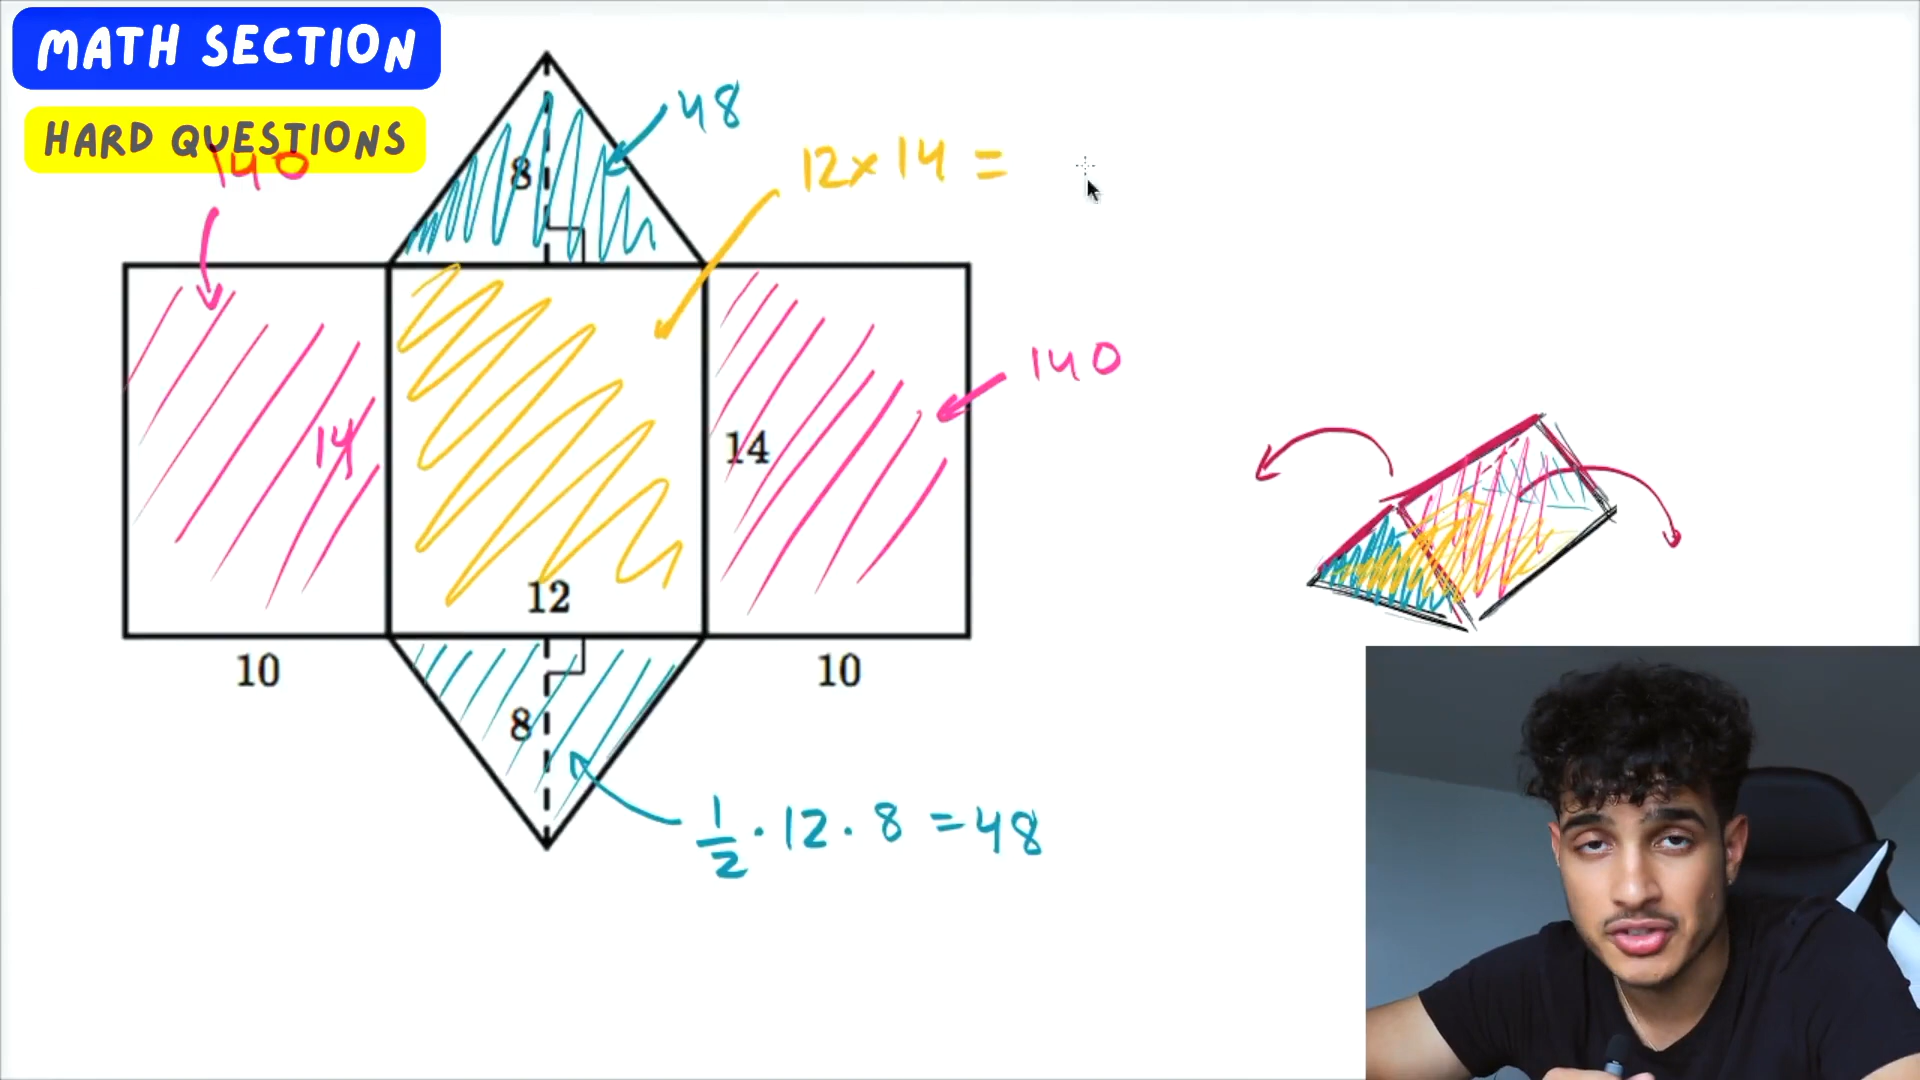 MATH SECTION
HARD QUESTIONS
140
8
48
12 × 14 =
140
14
14
12
10
10
8
1/2 · 12 · 8 = 48